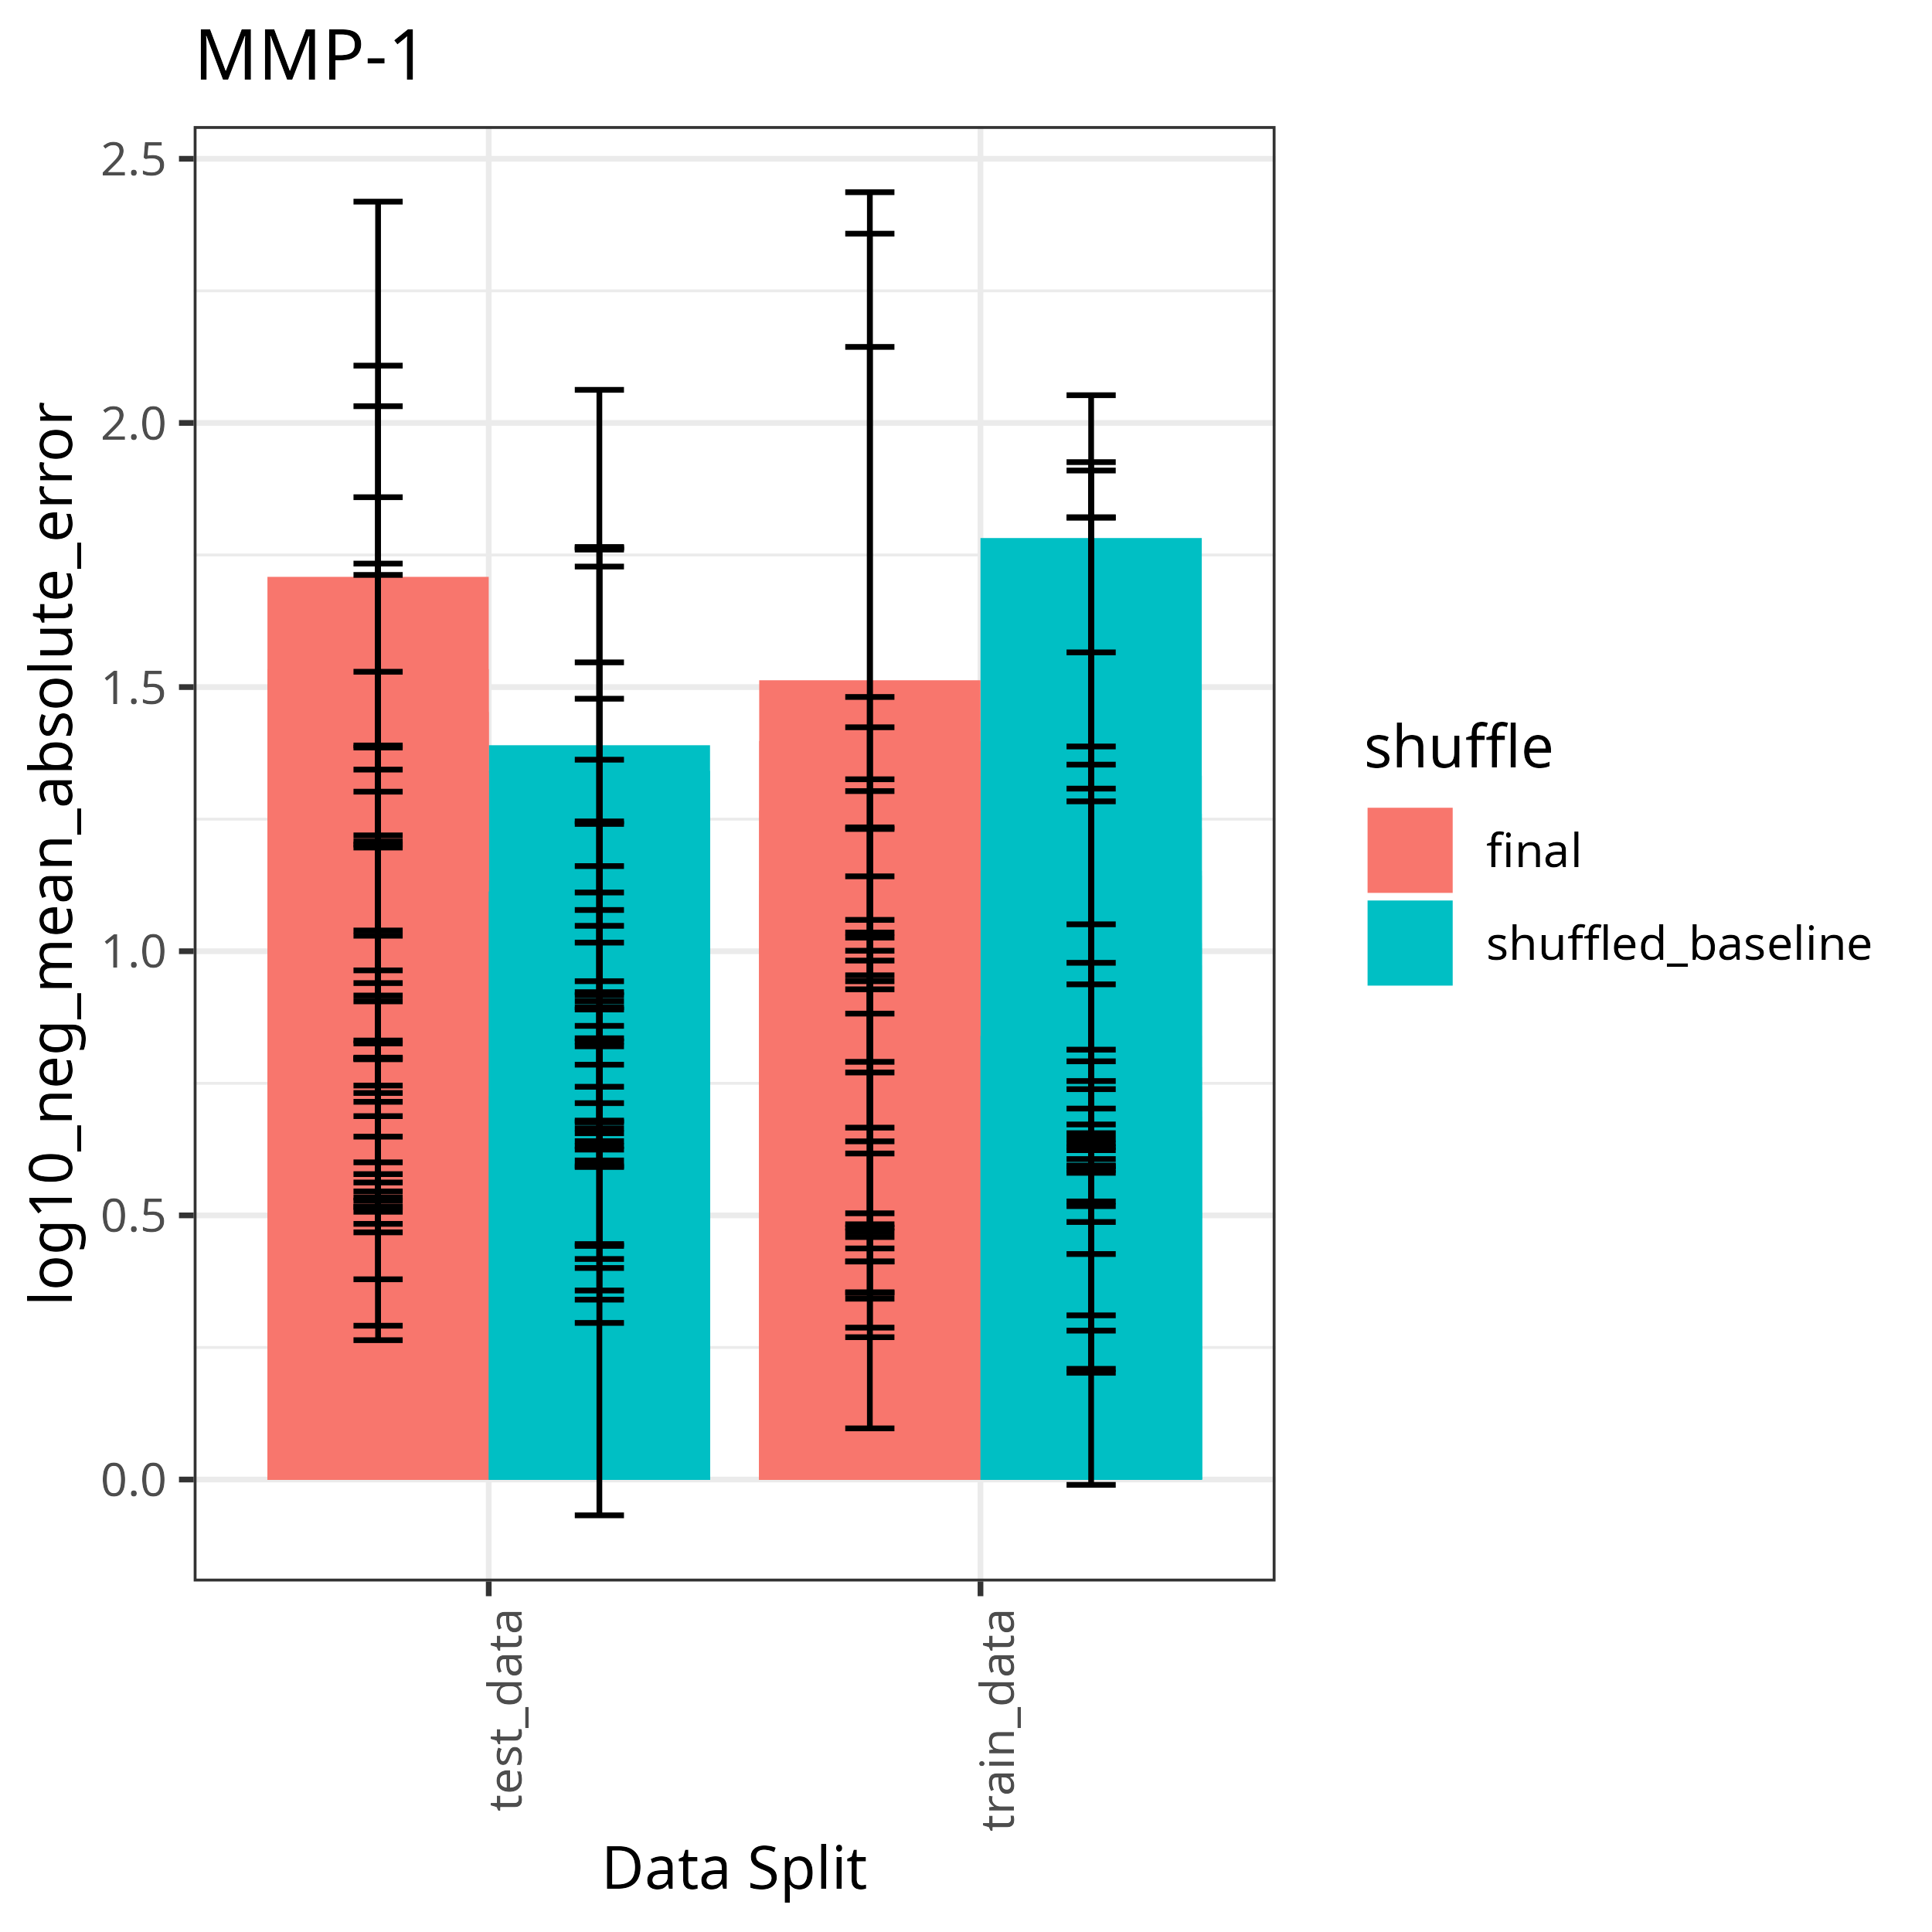 MMP-1
log10_neg_mean_absolute_error
2.5
2.0
1.5
1.0
0.5
0.0
test_data
train_data
Data Split
shuffle
final
shuffled_baseline